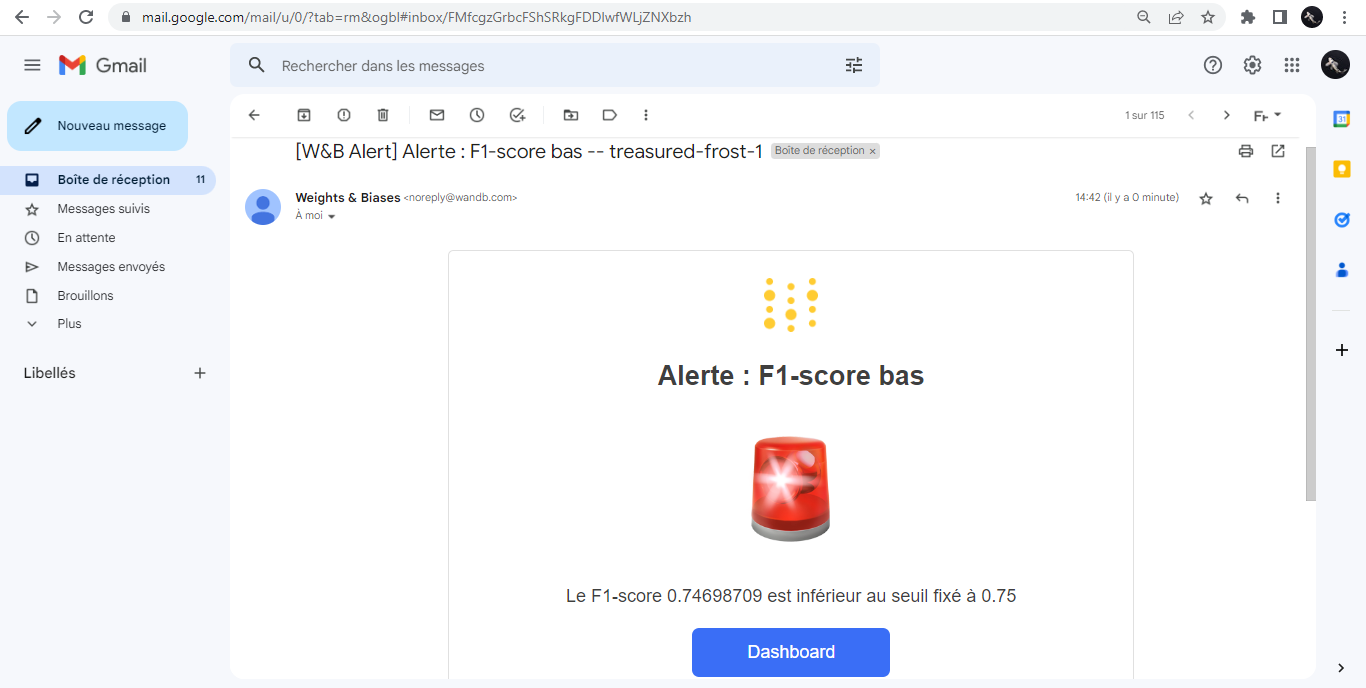 mail.google.com/mail/u/0/?tab=rm&ogbl#inbox/FMfcgzGrbcFShSRkgFDDlwfWLjZNXbzh
Gmail
Rechercher dans les messages
Nouveau message
1 sur 115
Fr
[W&B Alert] Alerte : F1-score bas -- treasured-frost-1 Boîte de réception ×
Boîte de réception 11
Weights & Biases <noreply@wandb.com>
14:42 (il y a 0 minute)
À moi
Messages suivis
En attente
Messages envoyés
Brouillons
Plus
Libellés
31
Alerte : F1-score bas
Le F1-score 0.74698709 est inférieur au seuil fixé à 0.75
Dashboard